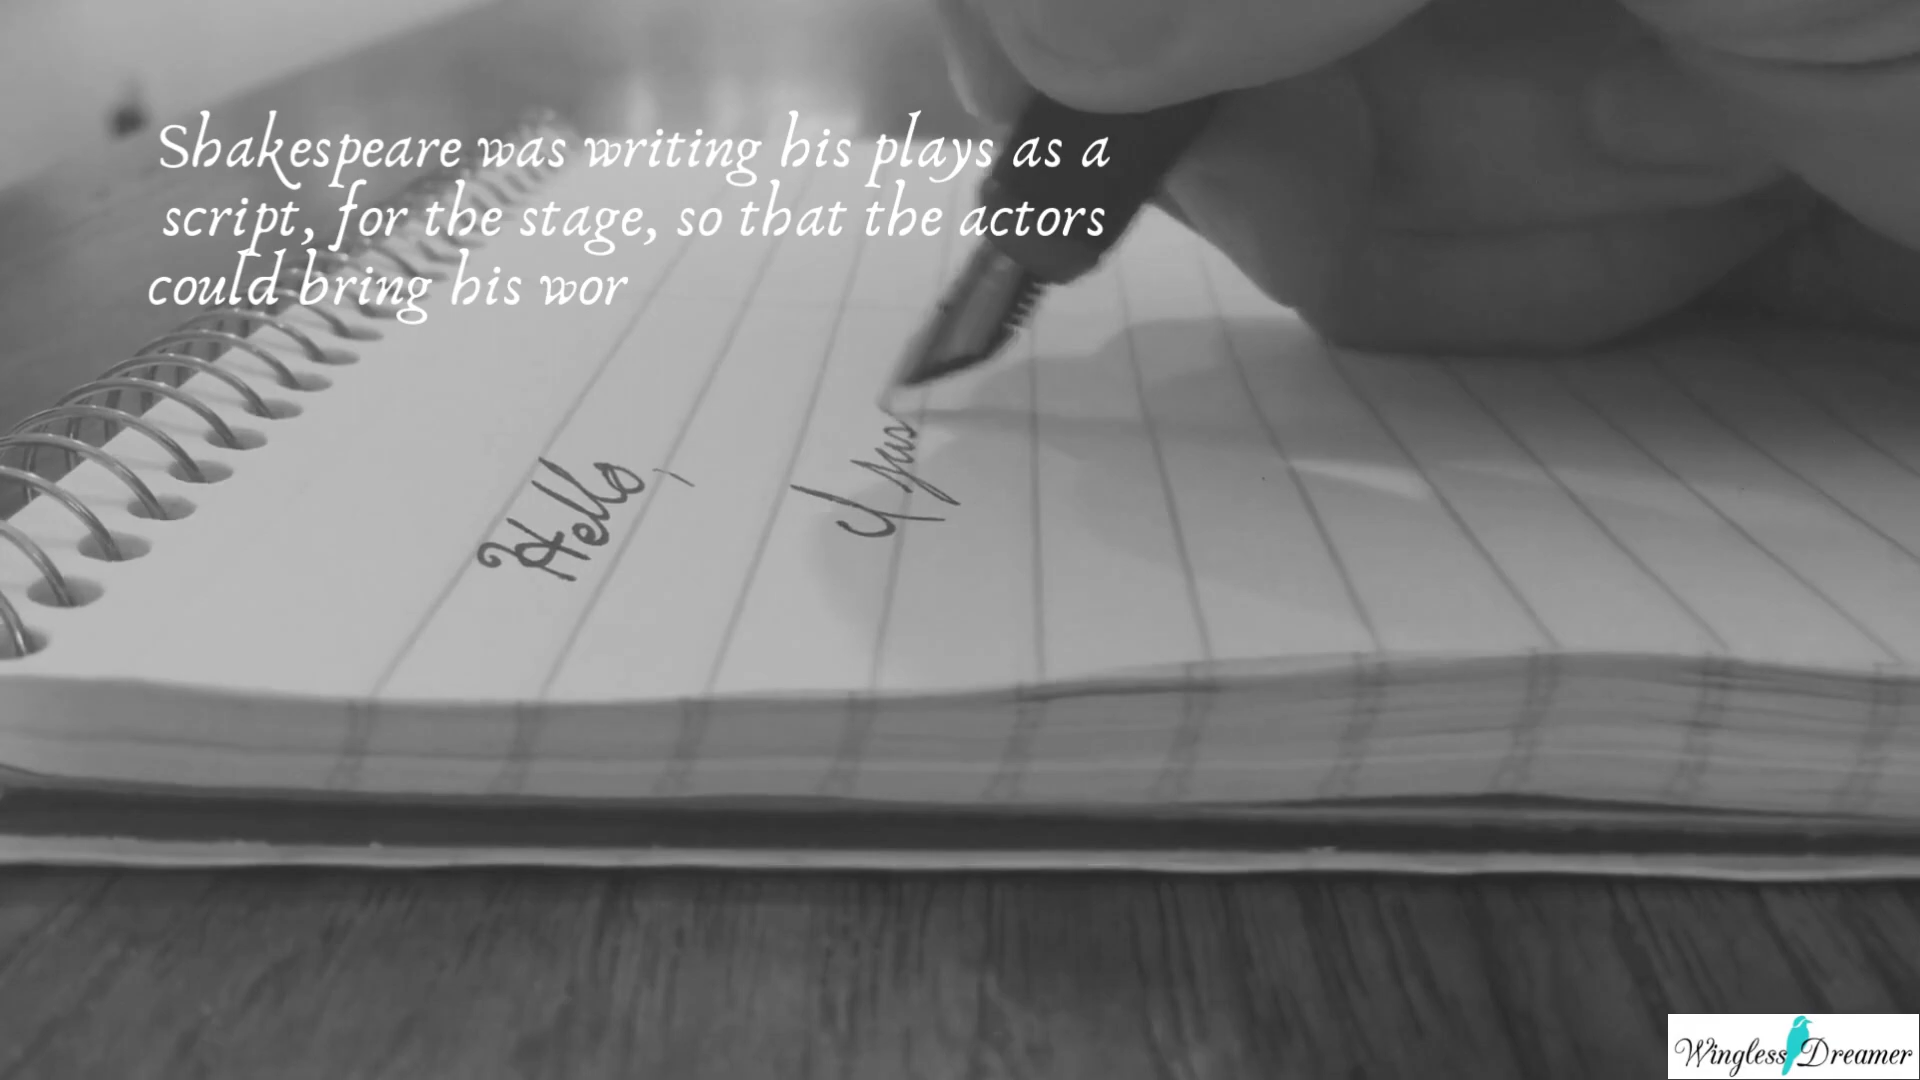 Shakespeare was writing his plays as a
script, for the stage, so that the actors
could bring his wor
Hello,
I jus
Wingless Dreamer